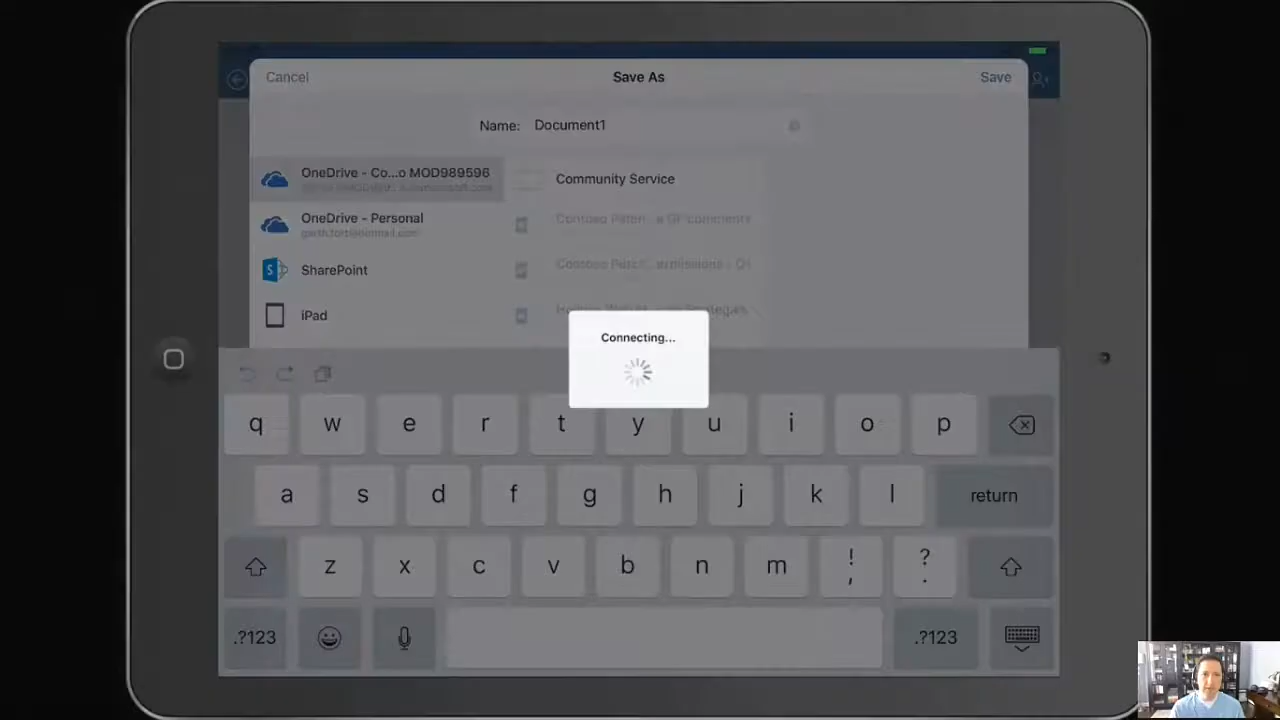 Cancel
Save As
Save
Name: Document1
OneDrive - Co...o MOD989596
OneDrive - Personal
SharePoint
iPad
Community Service
Connecting...
q w e r t y u i o p
a s d f g h j k l return
z x c v b n m ! , ? .
.?123 .?123